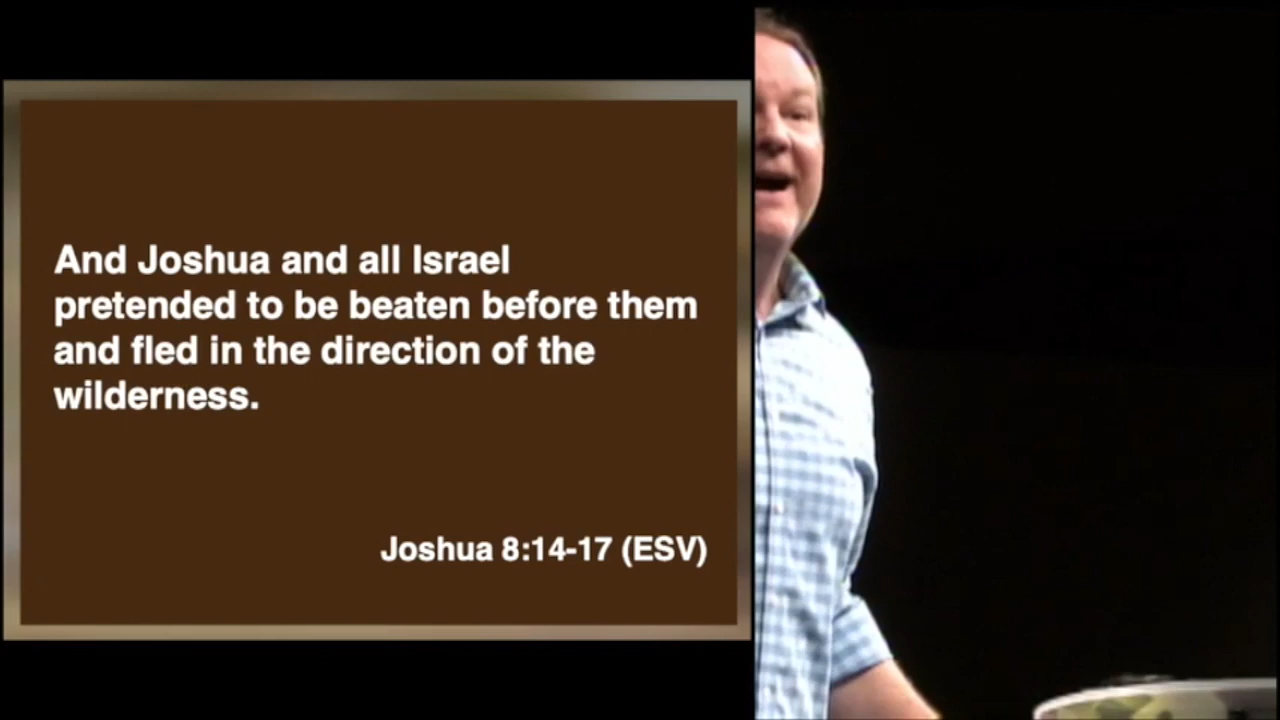 And Joshua and all Israel
pretended to be beaten before them
and fled in the direction of the
wilderness.
Joshua 8:14-17 (ESV)